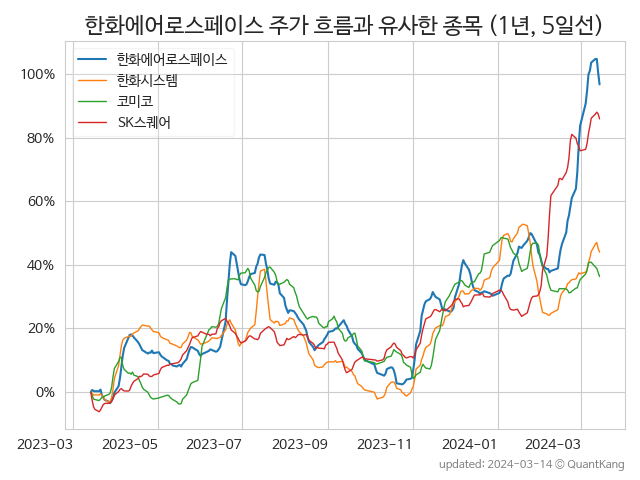 한화에어로스페이스 주가 흐름과 유사한 종목 (1년, 5일선)
한화에어로스페이스
한화시스템
코미코
SK스퀘어
100%
80%
60%
40%
20%
0%
2023-03
2023-05
2023-07
2023-09
2023-11
2024-01
2024-03
updated: 2024-03-14 © QuantKang